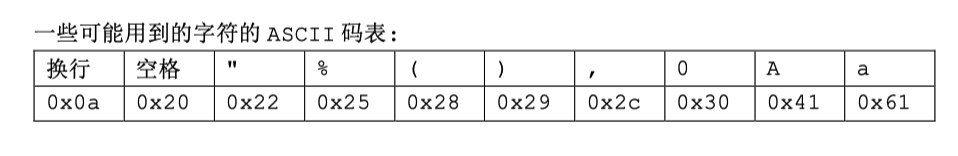 一些可能用到的字符的 ASCII 码表：
换行 空格 " % ( ) , 0 A a
0x0a 0x20 0x22 0x25 0x28 0x29 0x2c 0x30 0x41 0x61